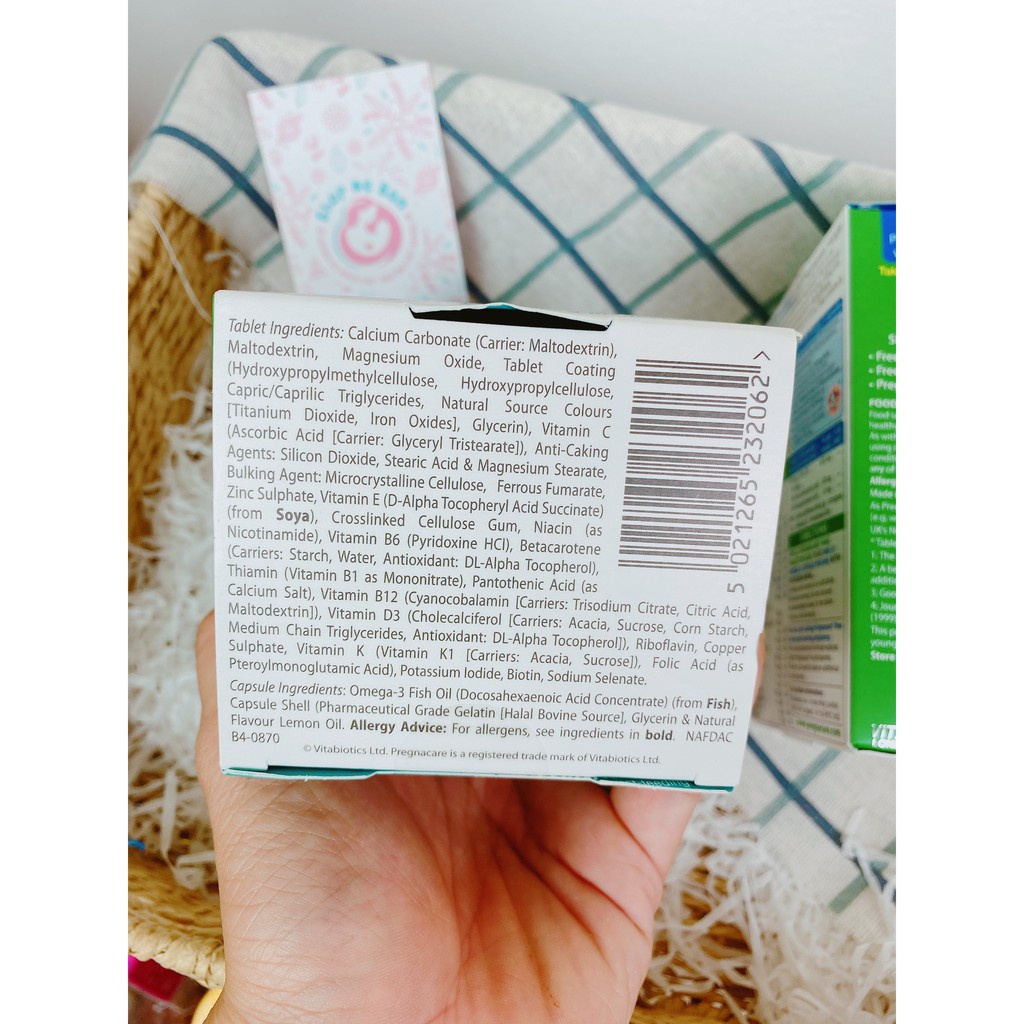 SHOP MẸ BAU
Tablet Ingredients: Calcium Carbonate (Carrier: Maltodextrin),
Maltodextrin, Magnesium Oxide, Tablet Coating
(Hydroxypropylmethylcellulose, Hydroxypropylcellulose,
Capric/Caprilic Triglycerides, Natural Source Colours
[Titanium Dioxide, Iron Oxides], Glycerin), Vitamin C
(Ascorbic Acid [Carrier: Glyceryl Tristearate]), Anti-Caking
Agents: Silicon Dioxide, Stearic Acid & Magnesium Stearate,
Bulking Agent: Microcrystalline Cellulose, Ferrous Fumarate,
Zinc Sulphate, Vitamin E (D-Alpha Tocopheryl Acid Succinate)
(from Soya), Crosslinked Cellulose Gum, Niacin (as
Nicotinamide), Vitamin B6 (Pyridoxine HCl), Betacarotene
(Carriers: Starch, Water, Antioxidant: DL-Alpha Tocopherol),
Thiamin (Vitamin B1 as Mononitrate), Pantothenic Acid (as
Calcium Salt), Vitamin B12 (Cyanocobalamin [Carriers: Trisodium Citrate, Citric Acid,
Maltodextrin]), Vitamin D3 (Cholecalciferol [Carriers: Acacia, Sucrose, Corn Starch,
Medium Chain Triglycerides, Antioxidant: DL-Alpha Tocopherol]), Riboflavin, Copper
Sulphate, Vitamin K (Vitamin K1 [Carriers: Acacia, Sucrose]), Folic Acid (as
Pteroylmonoglutamic Acid), Potassium Iodide, Biotin, Sodium Selenate.
Capsule Ingredients: Omega-3 Fish Oil (Docosahexaenoic Acid Concentrate) (from Fish),
Capsule Shell (Pharmaceutical Grade Gelatin [Halal Bovine Source], Glycerin & Natural
Flavour Lemon Oil. Allergy Advice: For allergens, see ingredients in bold. NAFDAC
B4-0870
© Vitabiotics Ltd. Pregnacare is a registered trade mark of Vitabiotics Ltd.
5 021265 232062 >